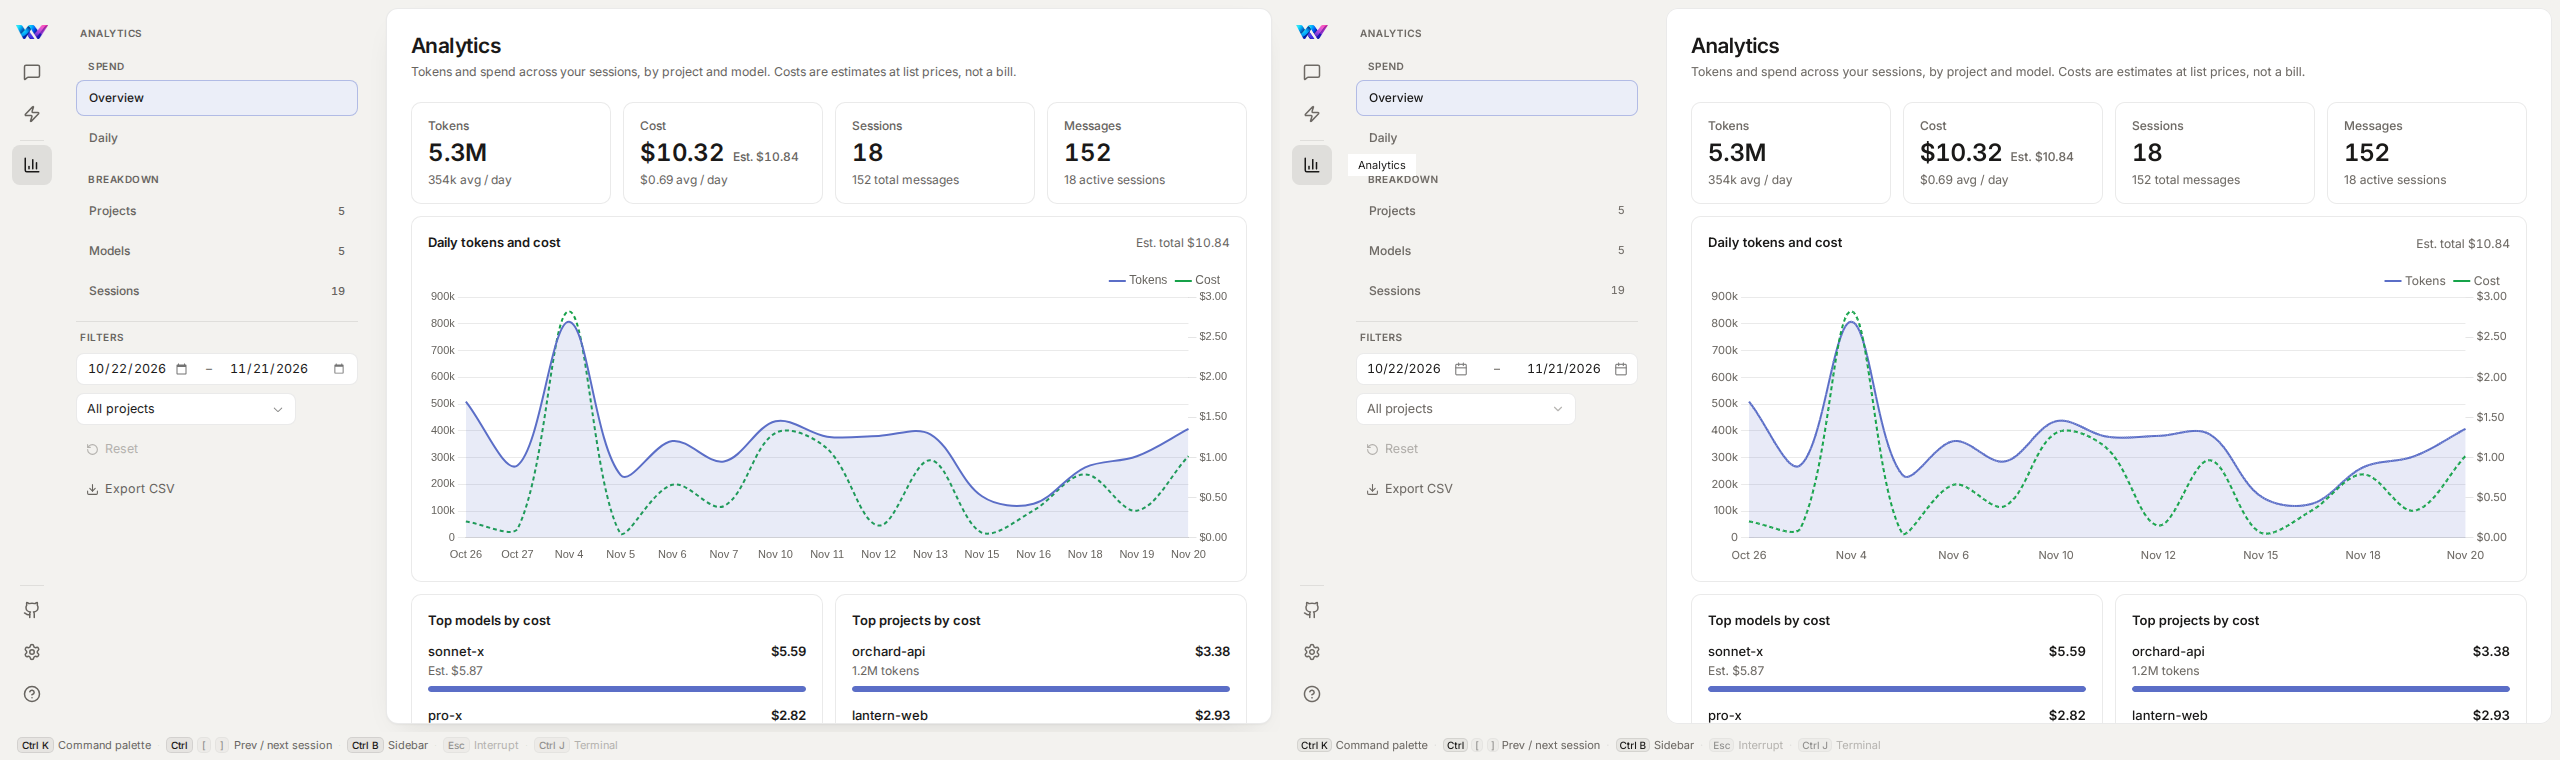 ANALYTICS
SPEND
Overview
Daily
BREAKDOWN
Projects 5
Models 5
Sessions 19
FILTERS
10/22/2026 – 11/21/2026
All projects
Reset
Export CSV
Analytics
Tokens and spend across your sessions, by project and model. Costs are estimates at list prices, not a bill.
Tokens
5.3M
354k avg / day
Cost
$10.32 Est. $10.84
$0.69 avg / day
Sessions
18
152 total messages
Messages
152
18 active sessions
Daily tokens and cost
Est. total $10.84
Tokens Cost
900k $3.00
800k
$2.50
700k
600k $2.00
500k
$1.50
400k
300k $1.00
200k
$0.50
100k
0 $0.00
Oct 26 Oct 27 Nov 4 Nov 5 Nov 6 Nov 7 Nov 10 Nov 11 Nov 12 Nov 13 Nov 15 Nov 16 Nov 18 Nov 19 Nov 20
Top models by cost
sonnet-x $5.59
Est. $5.87
pro-x $2.82
Top projects by cost
orchard-api $3.38
1.2M tokens
lantern-web $2.93
Ctrl K Command palette Ctrl [ ] Prev / next session Ctrl B Sidebar Esc Interrupt Ctrl J Terminal
ANALYTICS
SPEND
Overview
Daily
Analytics
BREAKDOWN
Projects 5
Models 5
Sessions 19
FILTERS
10/22/2026 – 11/21/2026
All projects
Reset
Export CSV
Analytics
Tokens and spend across your sessions, by project and model. Costs are estimates at list prices, not a bill.
Tokens
5.3M
354k avg / day
Cost
$10.32 Est. $10.84
$0.69 avg / day
Sessions
18
152 total messages
Messages
152
18 active sessions
Daily tokens and cost
Est. total $10.84
Tokens Cost
900k $3.00
800k
$2.50
700k
600k $2.00
500k
$1.50
400k
300k $1.00
200k
$0.50
100k
0 $0.00
Oct 26 Nov 4 Nov 6 Nov 10 Nov 12 Nov 15 Nov 18 Nov 20
Top models by cost
sonnet-x $5.59
Est. $5.87
pro-x $2.82
Top projects by cost
orchard-api $3.38
1.2M tokens
lantern-web $2.93
Ctrl K Command palette Ctrl [ ] Prev / next session Ctrl B Sidebar Esc Interrupt Ctrl J Terminal